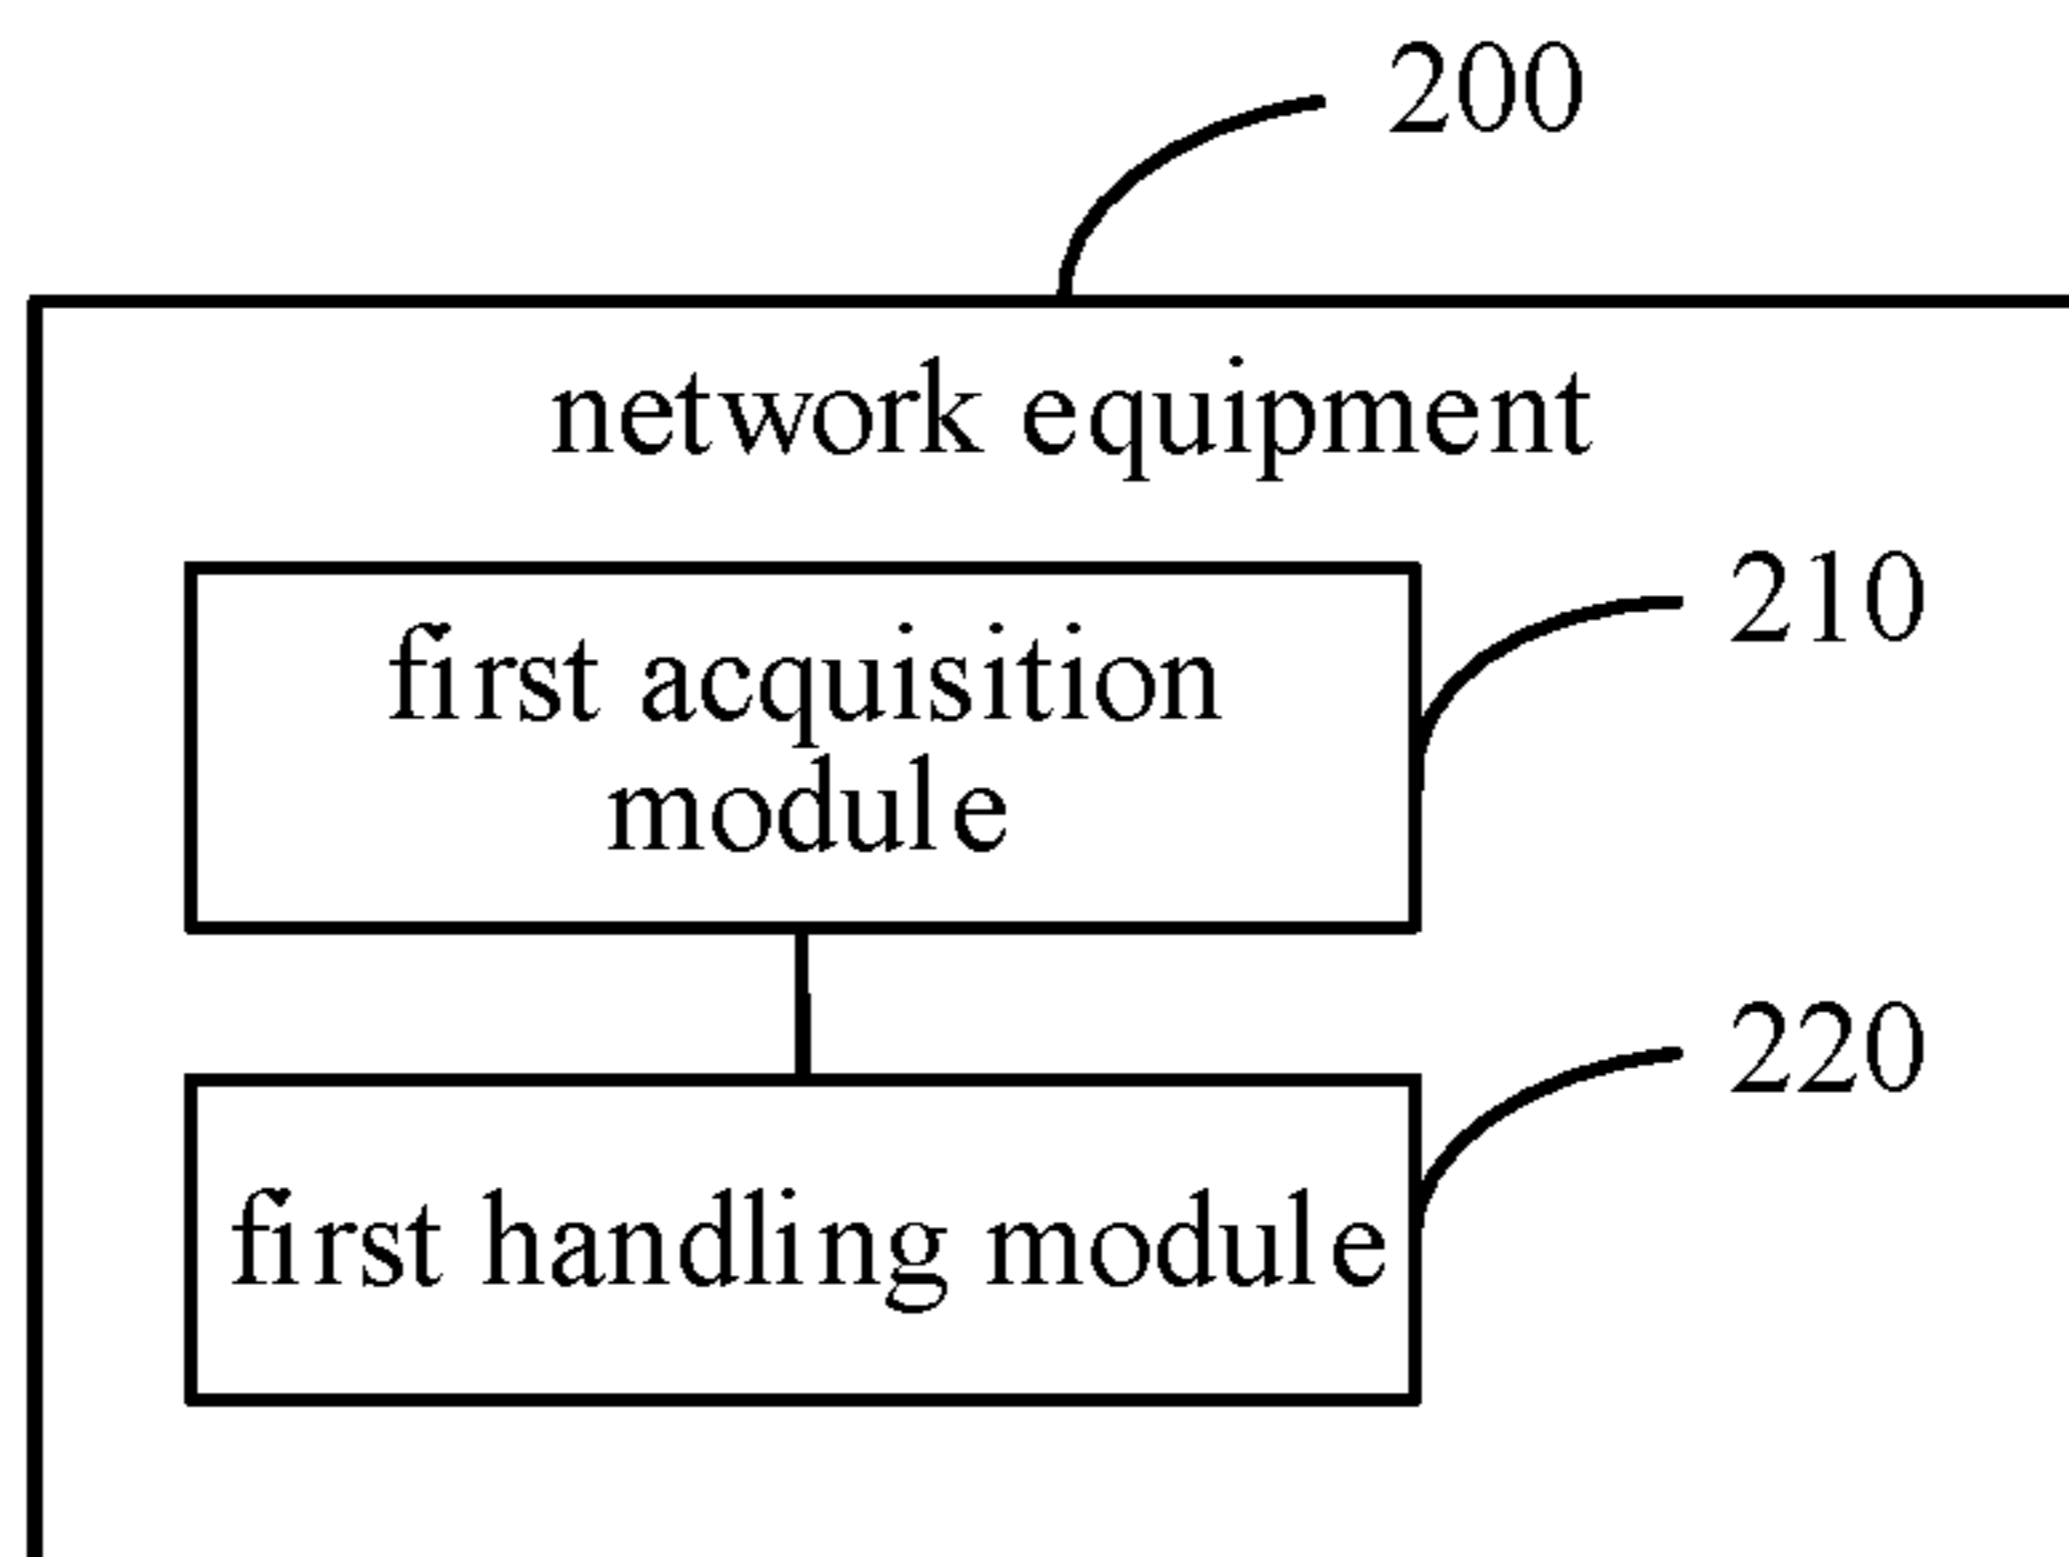 200
network equipment
210
first acquisition
module
220
first handling module